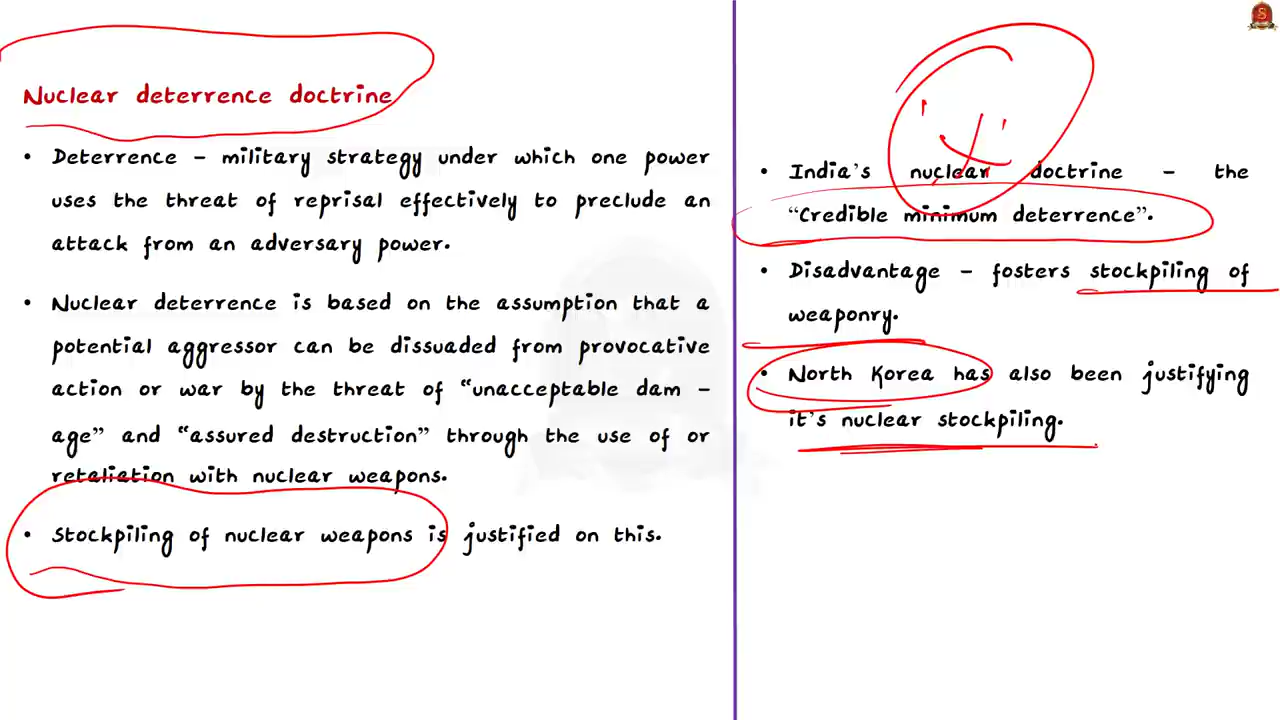 Nuclear deterrence doctrine
• Deterrence – military strategy under which one power
uses the threat of reprisal effectively to preclude an
attack from an adversary power.
• Nuclear deterrence is based on the assumption that a
potential aggressor can be dissuaded from provocative
action or war by the threat of “unacceptable dam –
age” and “assured destruction” through the use of or
retaliation with nuclear weapons.
• Stockpiling of nuclear weapons is justified on this.
• India's nuclear doctrine – the
“Credible minimum deterrence”.
• Disadvantage – fosters stockpiling of
weaponry.
• North Korea has also been justifying
it's nuclear stockpiling.